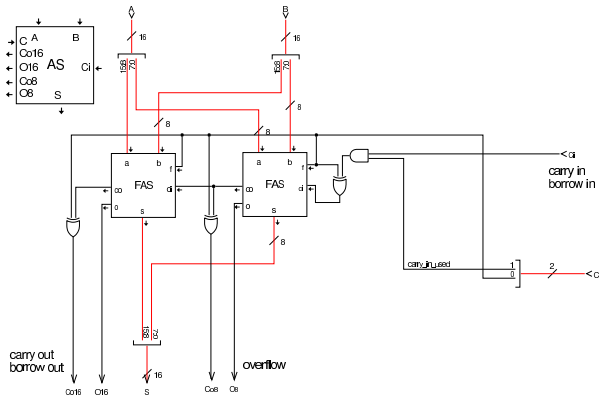 A
B
A
B
16
16
C
Co16
O16
AS
Ci
Co8
O8
S
15:8
7:0
15:8
7:0
8
8
8
a
b
f
FAS
co
ci
o
s
a
b
f
FAS
co
ci
o
s
Ci
carry in
borrow in
8
carry_in_used
1
0
2
C
15:8
7:0
carry out
borrow out
overflow
16
Co16
O16
S
Co8
O8